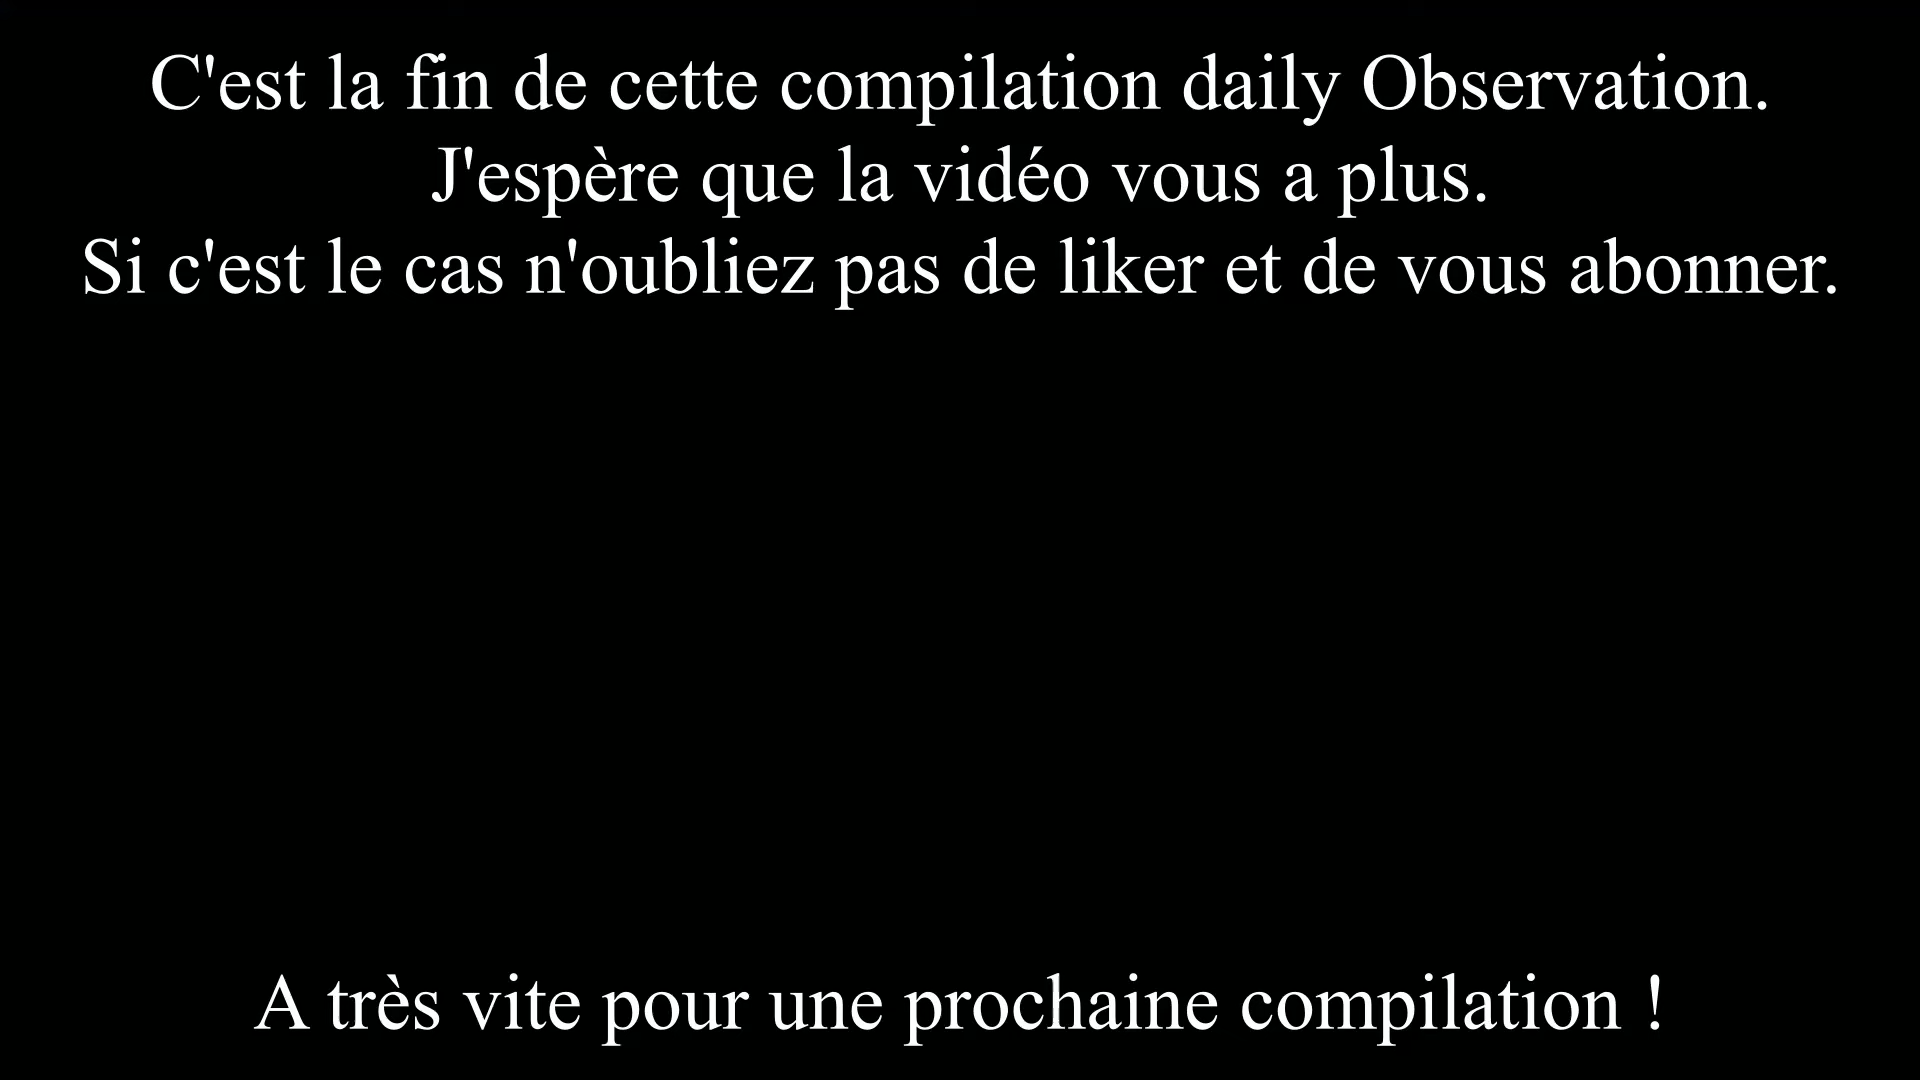 C'est la fin de cette compilation daily Observation.
J'espère que la vidéo vous a plus.
Si c'est le cas n'oubliez pas de liker et de vous abonner.
A très vite pour une prochaine compilation !